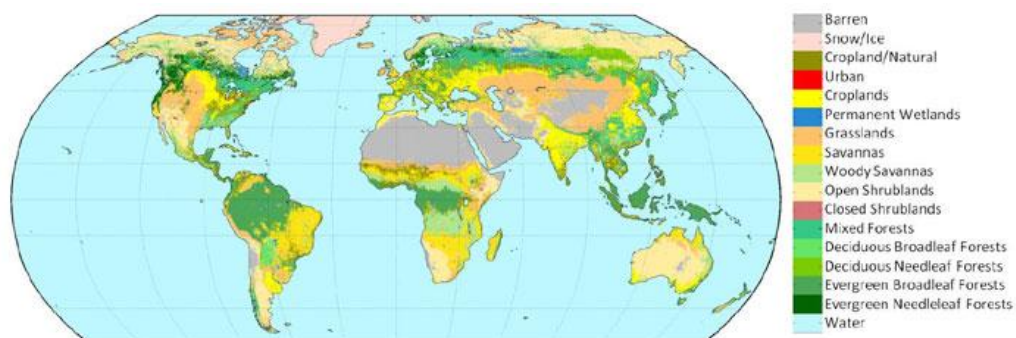 Barren
Snow/Ice
Cropland/Natural
Urban
Croplands
Permanent Wetlands
Grasslands
Savannas
Woody Savannas
Open Shrublands
Closed Shrublands
Mixed Forests
Deciduous Broadleaf Forests
Deciduous Needleaf Forests
Evergreen Broadleaf Forests
Evergreen Needleleaf Forests
Water